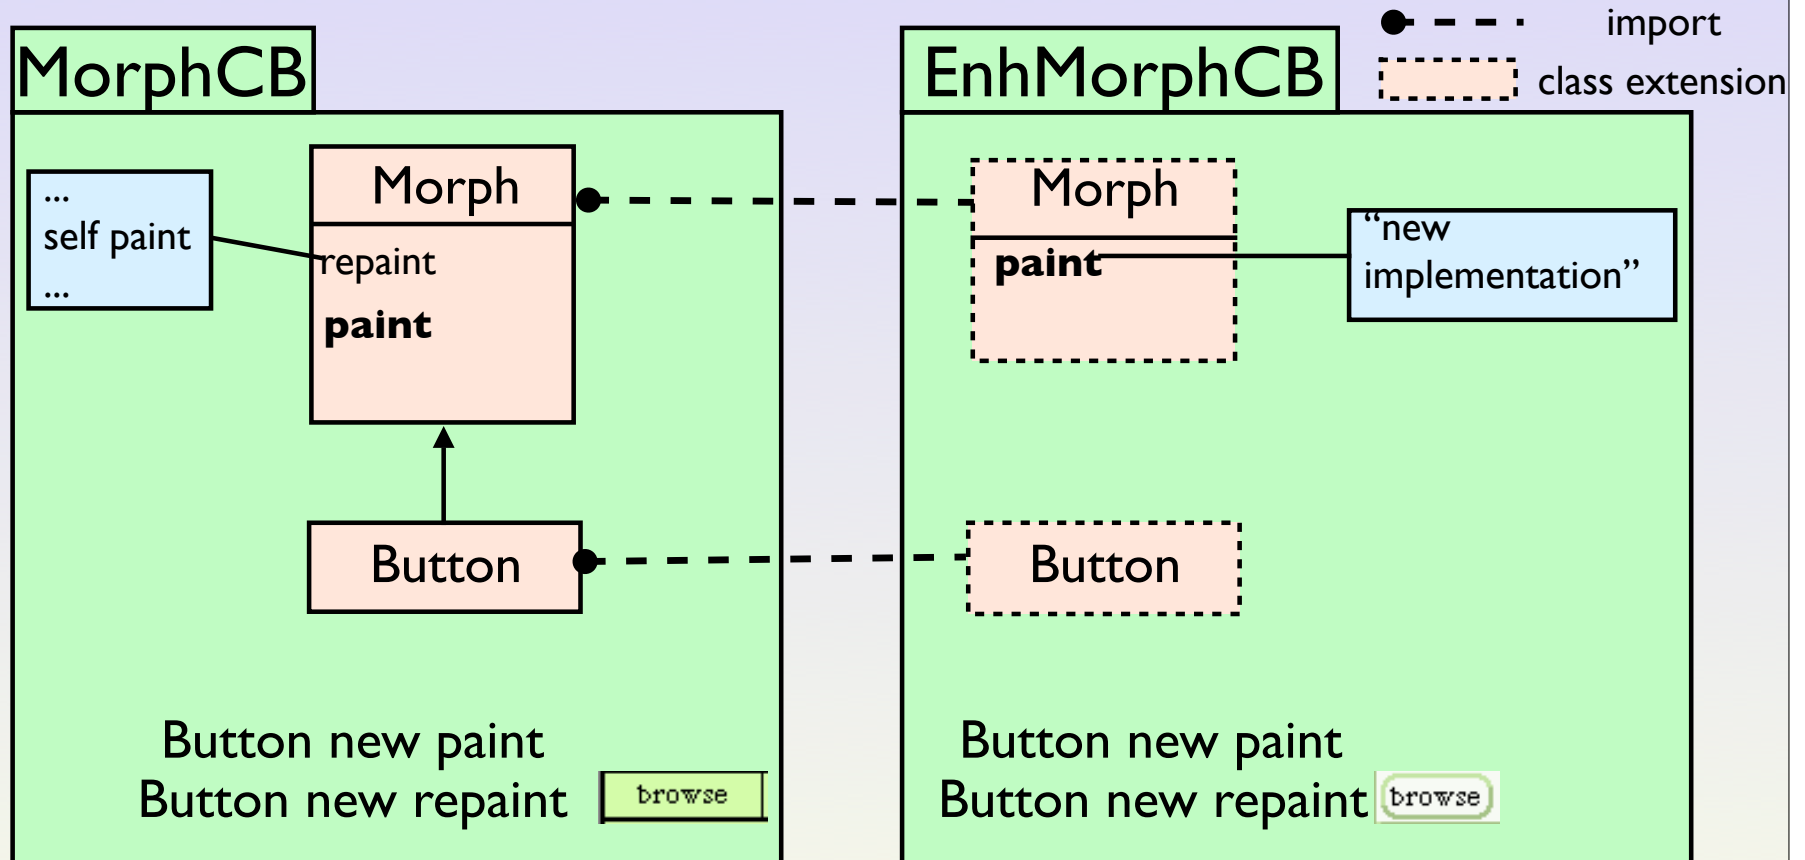 import
class extension
MorphCB
EnhMorphCB
...
self paint
...
Morph
repaint
paint
Button
Morph
paint
“new
implementation”
Button
Button new paint
Button new repaint
browse
Button new paint
Button new repaint
browse